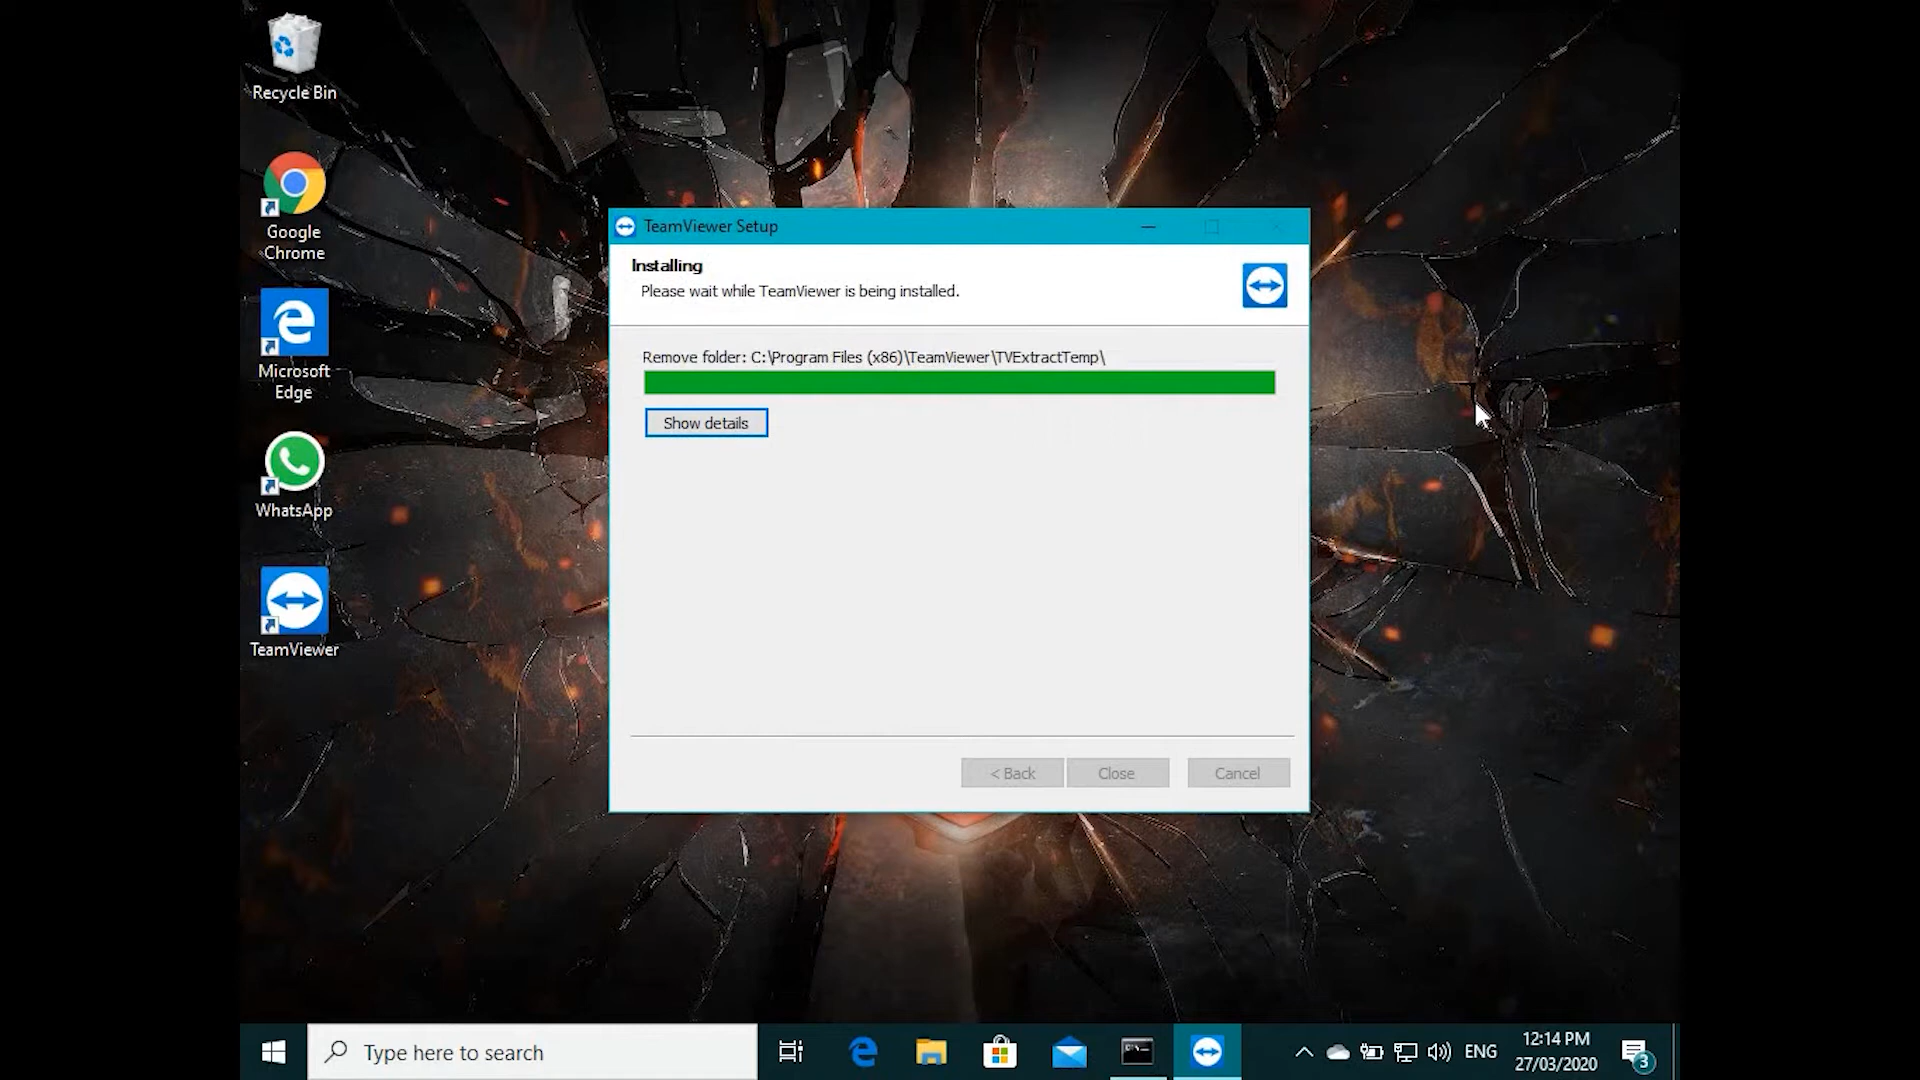 Recycle Bin
Google
Chrome
Microsoft
Edge
WhatsApp
TeamViewer
TeamViewer Setup
Installing
Please wait while TeamViewer is being installed.
Remove folder: C:\Program Files (x86)\TeamViewer\TVExtractTemp\
Show details
< Back
Close
Cancel
Type here to search
ENG
12:14 PM
27/03/2020
3